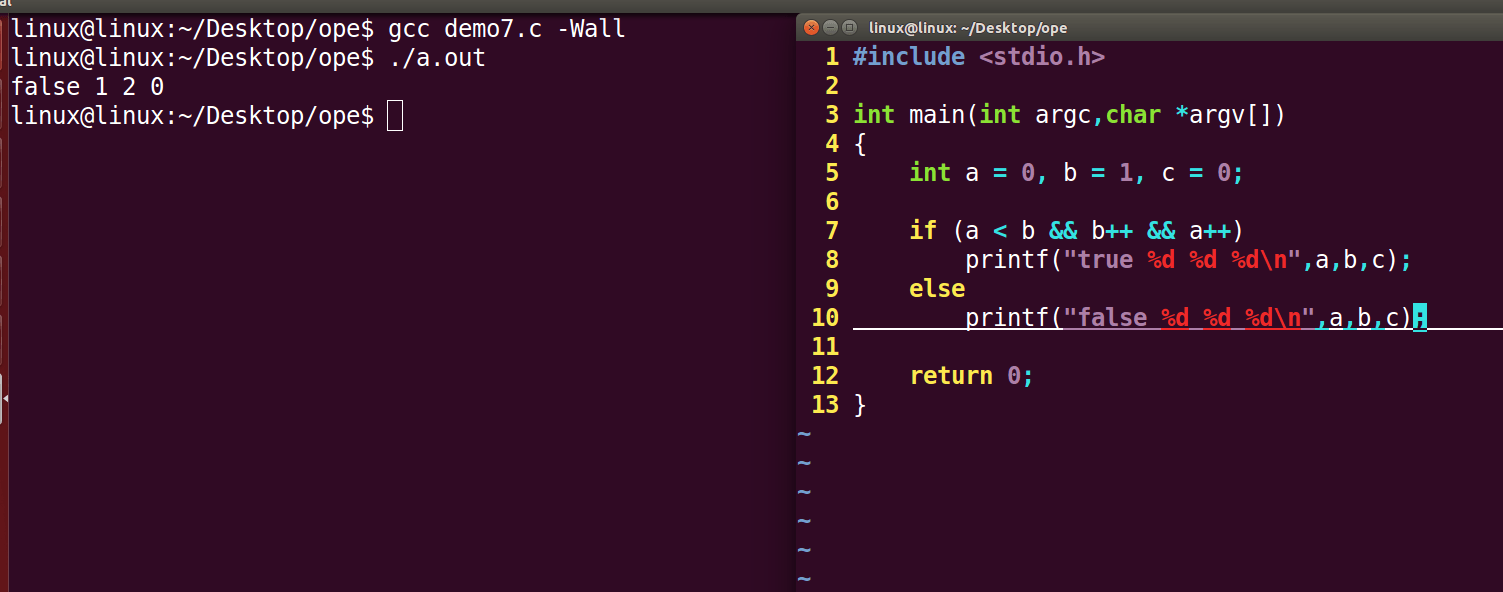 al
linux@linux:~/Desktop/ope$ gcc demo7.c -Wall
linux@linux:~/Desktop/ope$ ./a.out
false 1 2 0
linux@linux:~/Desktop/ope$
linux@linux: ~/Desktop/ope
1 #include <stdio.h>
2
3 int main(int argc,char *argv[])
4 {
5     int a = 0, b = 1, c = 0;
6
7     if (a < b && b++ && a++)
8         printf("true %d %d %d\n",a,b,c);
9     else
10         printf("false %d %d %d\n",a,b,c);
11
12     return 0;
13 }
~
~
~
~
~
~